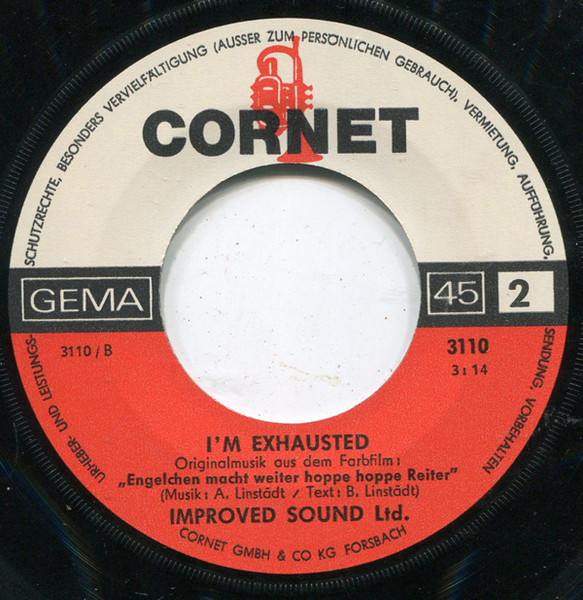 URHEBER- UND LEISTUNGS-SCHUTZRECHTE, BESONDERS VERVIELFÄLTIGUNG (AUSSER ZUM PERSÖNLICHEN GEBRAUCH), VERMIETUNG, AUFFÜHRUNG, SENDUNG, VORBEHALTEN
CORNET
GEMA
45
2
3110 / B
3110
3:14
I'M EXHAUSTED
Originalmusik aus dem Farbfilm:
„Engelchen macht weiter hoppe hoppe Reiter"
(Musik: A. Linstädt / Text: B. Linstädt)
IMPROVED SOUND Ltd.
CORNET GMBH & CO KG FORSBACH